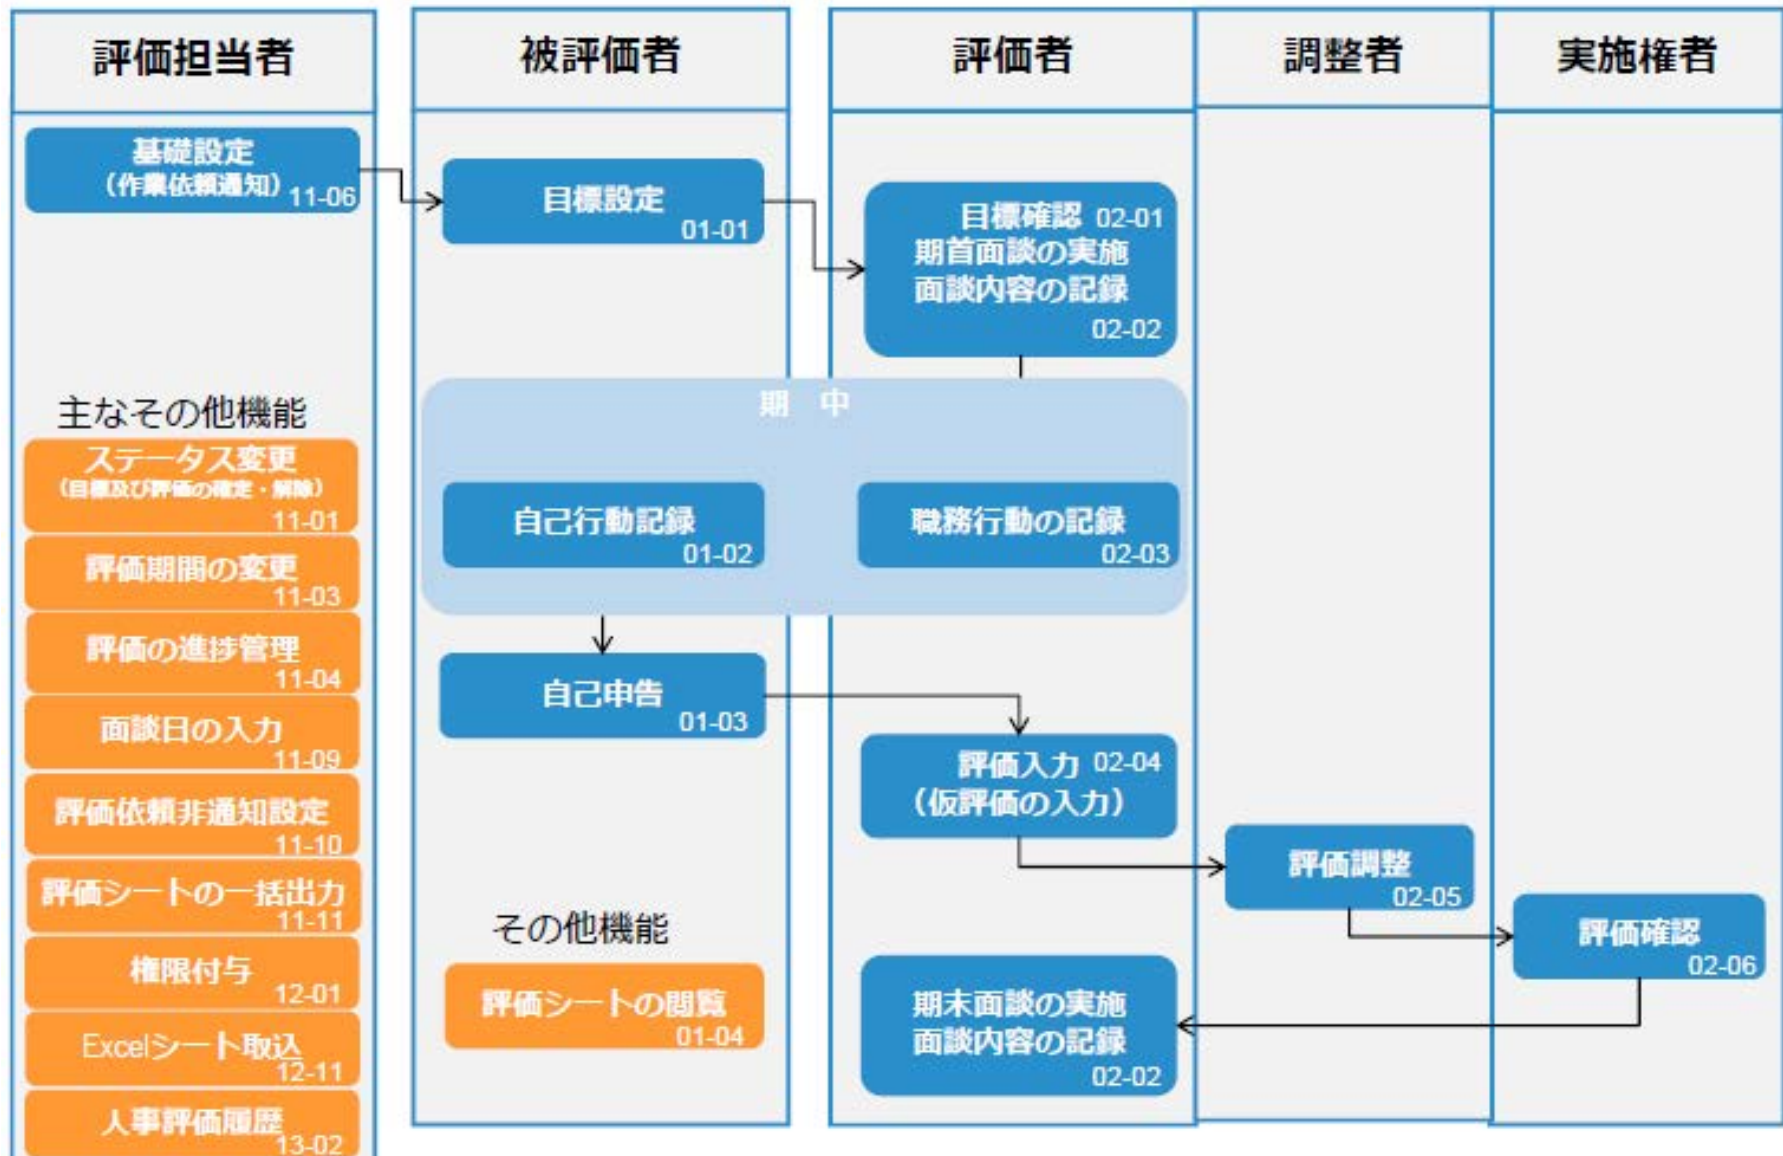 評価担当者
基礎設定
（作業依頼通知）
11-06
主なその他機能
ステータス変更
（目標及び評価の確定・解除）
11-01
評価期間の変更
11-03
評価の進捗管理
11-04
面談日の入力
11-09
評価依頼非通知設定
11-10
評価シートの一括出力
11-11
権限付与
12-01
Excelシート取込
12-11
人事評価履歴
13-02
被評価者
目標設定
01-01
期　中
自己行動記録
01-02
自己申告
01-03
その他機能
評価シートの閲覧
01-04
評価者
目標確認 02-01
期首面談の実施
面談内容の記録
02-02
職務行動の記録
02-03
評価入力 02-04
（仮評価の入力）
期末面談の実施
面談内容の記録
02-02
調整者
評価調整
02-05
実施権者
評価確認
02-06